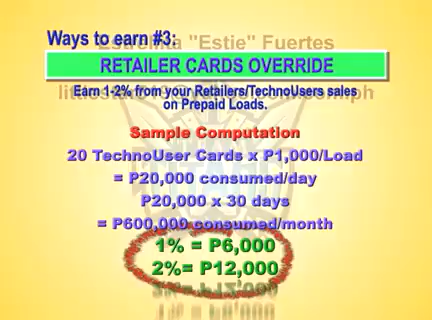 Ways to earn #3:
"Estie" Fuertes
RETAILER CARDS OVERRIDE
Earn 1-2% from your Retailers/TechnoUsers sales
on Prepaid Loads.
Sample Computation
20 TechnoUser Cards x P1,000/Load
= P20,000 consumed/day
P20,000 x 30 days
= P600,000 consumed/month
1% = P6,000
2%= P12,000